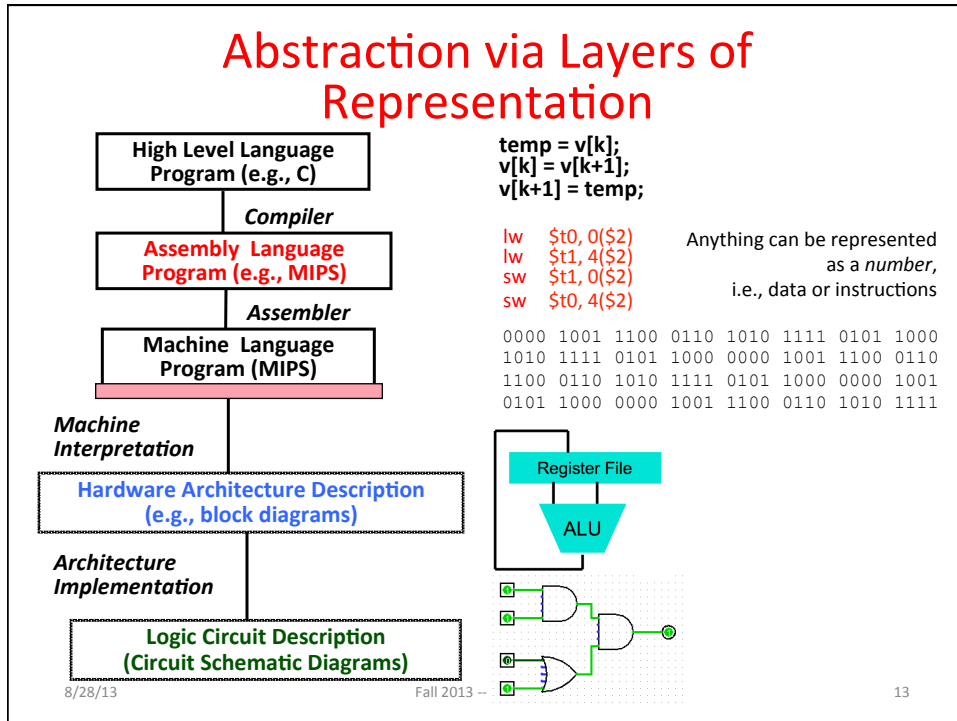 Abstraction via Layers of
Representation
High Level Language
Program (e.g., C)
Compiler
Assembly Language
Program (e.g., MIPS)
Assembler
Machine Language
Program (MIPS)
Machine
Interpretation
Hardware Architecture Description
(e.g., block diagrams)
Architecture
Implementation
Logic Circuit Description
(Circuit Schematic Diagrams)
temp = v[k];
v[k] = v[k+1];
v[k+1] = temp;
lw $t0, 0($2)
lw $t1, 4($2)
sw $t1, 0($2)
sw $t0, 4($2)
Anything can be represented
as a number,
i.e., data or instructions
0000 1001 1100 0110 1010 1111 0101 1000
1010 1111 0101 1000 0000 1001 1100 0110
1100 0110 1010 1111 0101 1000 0000 1001
0101 1000 0000 1001 1100 0110 1010 1111
Register File
ALU
8/28/13
Fall 2013 --
13